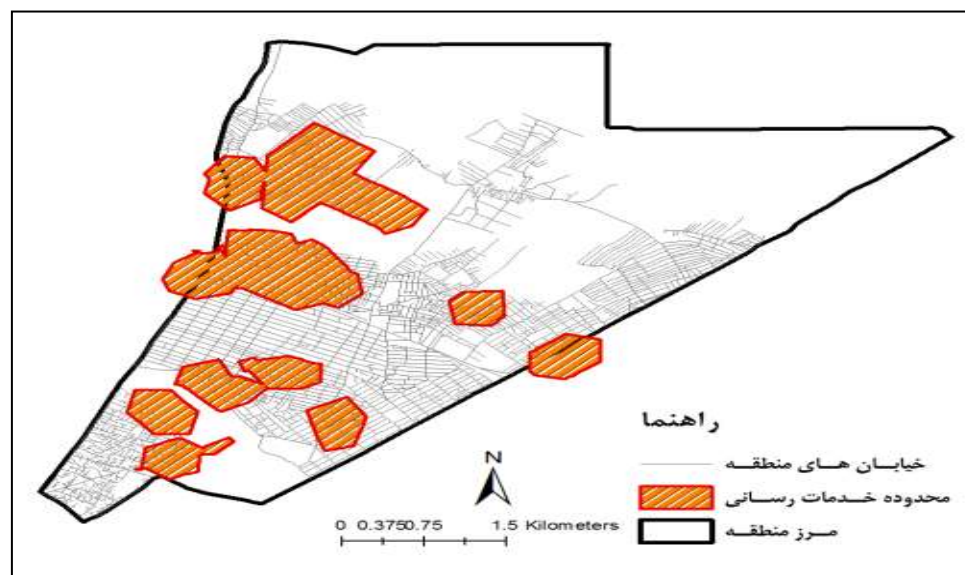 راهنما
خیابان های منطقه
محدوده خدمات رسانی
مرز منطقه
N
0 0.3750.75 1.5 Kilometers